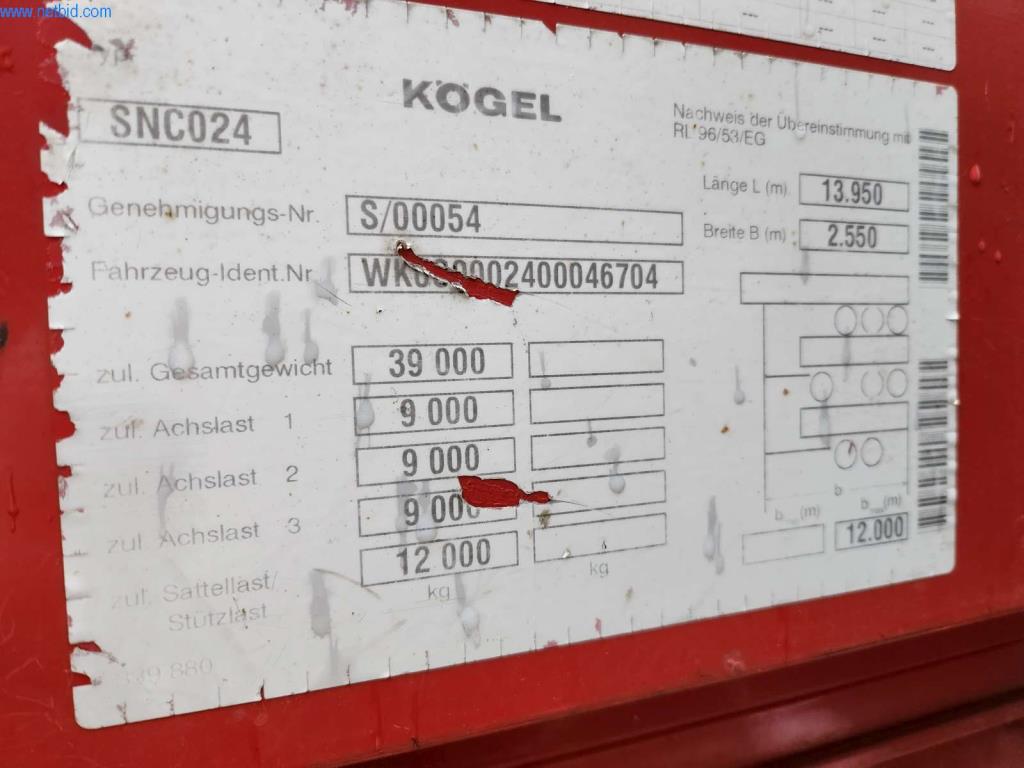 www.netbid.com
KÖGEL
SNC024
Nachweis der Übereinstimmung mit
RL 96/53/EG
Länge L (m) 13.950
Breite B (m) 2.550
Genehmigungs-Nr. S/00054
Fahrzeug-Ident.Nr
zul. Gesamtgewicht 39 000
zul. Achslast 1 9 000
zul. Achslast 2 9 000
zul. Achslast 3 9 000
zul. Sattellast/ 12 000
Stützlast
kg kg
b
b (m) b (m)
12.000